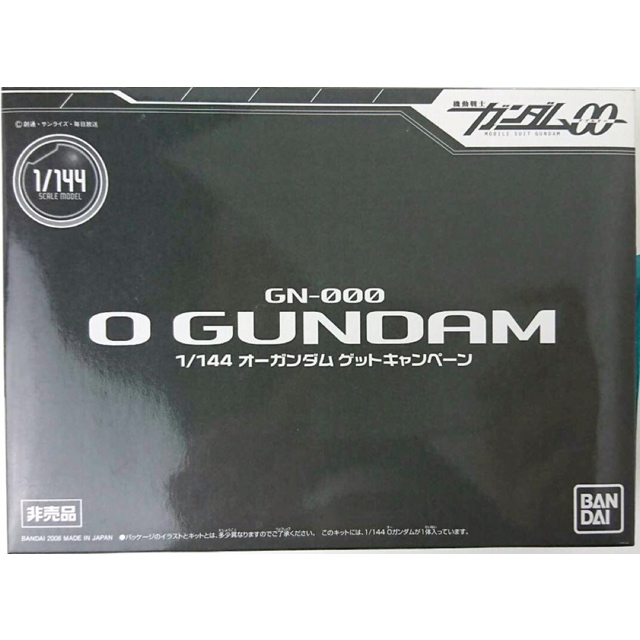 ©創通・サンライズ・毎日放送
機動戦士
ガンダム00
MOBILE SUIT GUNDAM
1/144
SCALE MODEL
GN-000
O GUNDAM
1/144 オーガンダム ゲットキャンペーン
非売品
BANDAI 2008 MADE IN JAPAN ●パッケージのイラストとキットとは、多少異なりますのでご了承ください。 このキットには、1/144 0ガンダムが1体入っています。
BAN
DAI